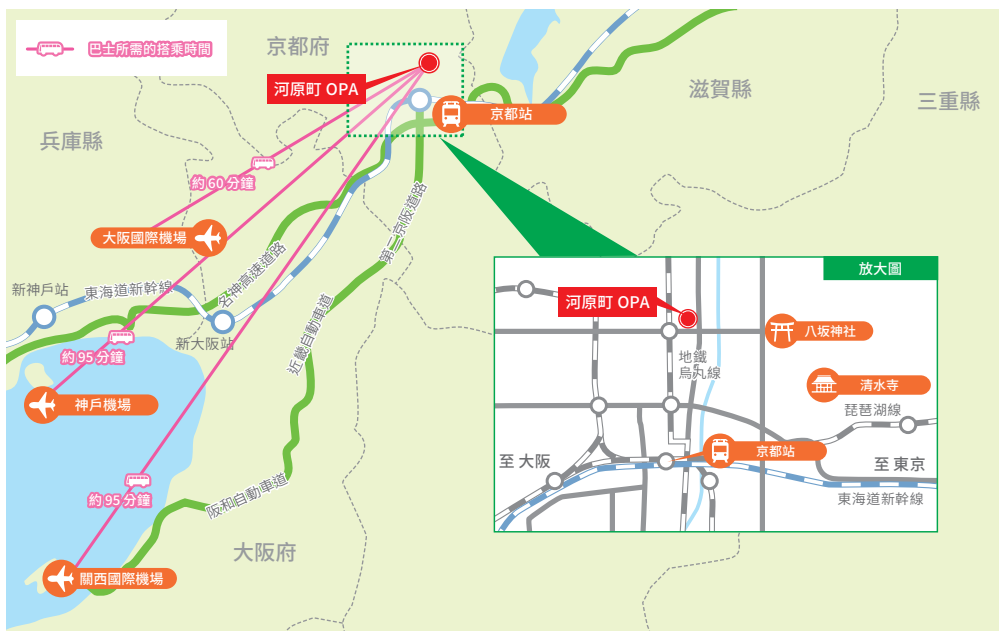 巴士所需的搭乘時間
京都府
河原町 OPA
滋賀縣
三重縣
京都站
兵庫縣
約 60 分鐘
大阪國際機場
第二京阪道路
名神高速道路
新神戶站
東海道新幹線
新大阪站
近畿自動車道
約 95 分鐘
神戶機場
約 95 分鐘
阪和自動車道
大阪府
關西國際機場
放大圖
河原町 OPA
八坂神社
地鐵
烏丸線
清水寺
琵琶湖線
京都站
至 大阪
至 東京
東海道新幹線